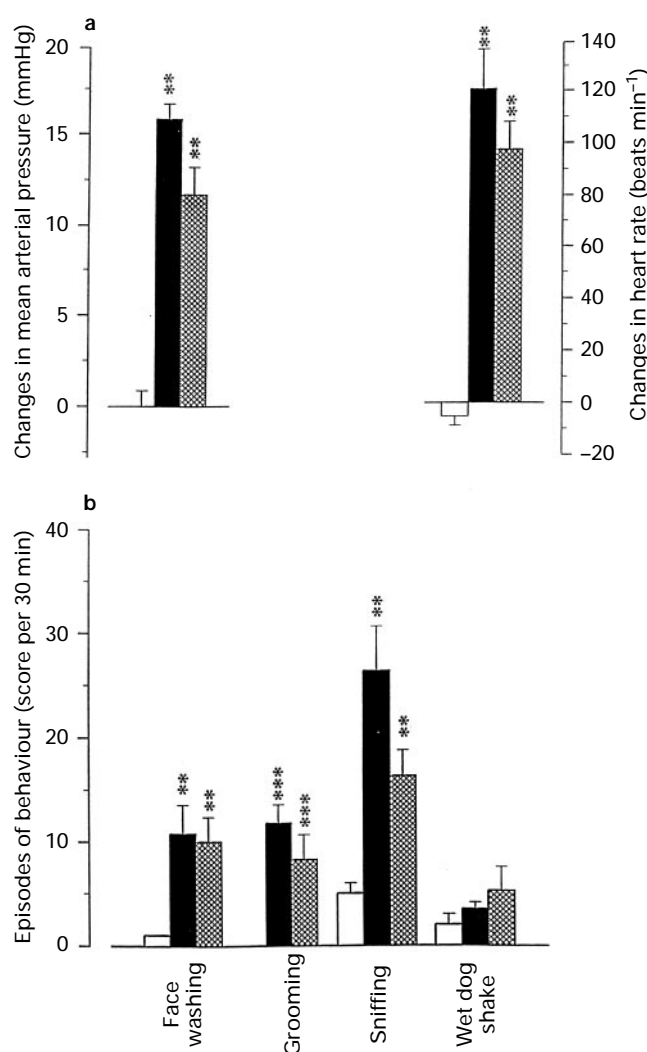 a
Changes in mean arterial pressure (mmHg)
20
15
10
5
0
**
**
**
**
140
120
100
80
60
40
20
0
–20
Changes in heart rate (beats min⁻¹)
b
Episodes of behaviour (score per 30 min)
40
30
20
10
0
**
**
***
***
**
**
Face
washing
Grooming
Sniffing
Wet dog
shake